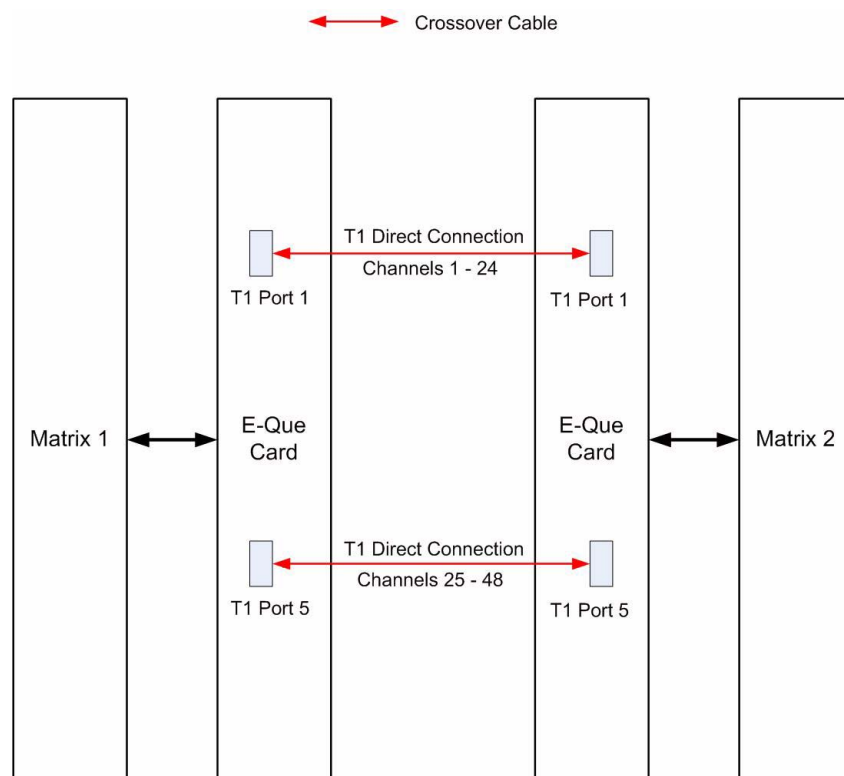 Crossover Cable
T1 Direct Connection
Channels 1 - 24
T1 Port 1
T1 Port 1
Matrix 1
E-Que
Card
E-Que
Card
Matrix 2
T1 Direct Connection
Channels 25 - 48
T1 Port 5
T1 Port 5